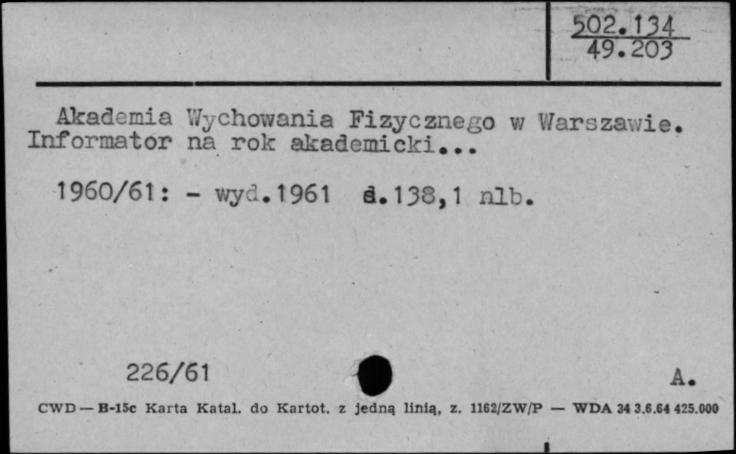 502.134
49.203
Akademia Wychowania Fizycznego w Warszawie.
Informator na rok akademicki...
1960/61: - wyd.1961 s.138,1 nlb.
226/61
A.
CWD — B-15c Karta Katal. do Kartot. z jedną linią, z. 1162/ZW/P — WDA 34 3.6.64 425.000